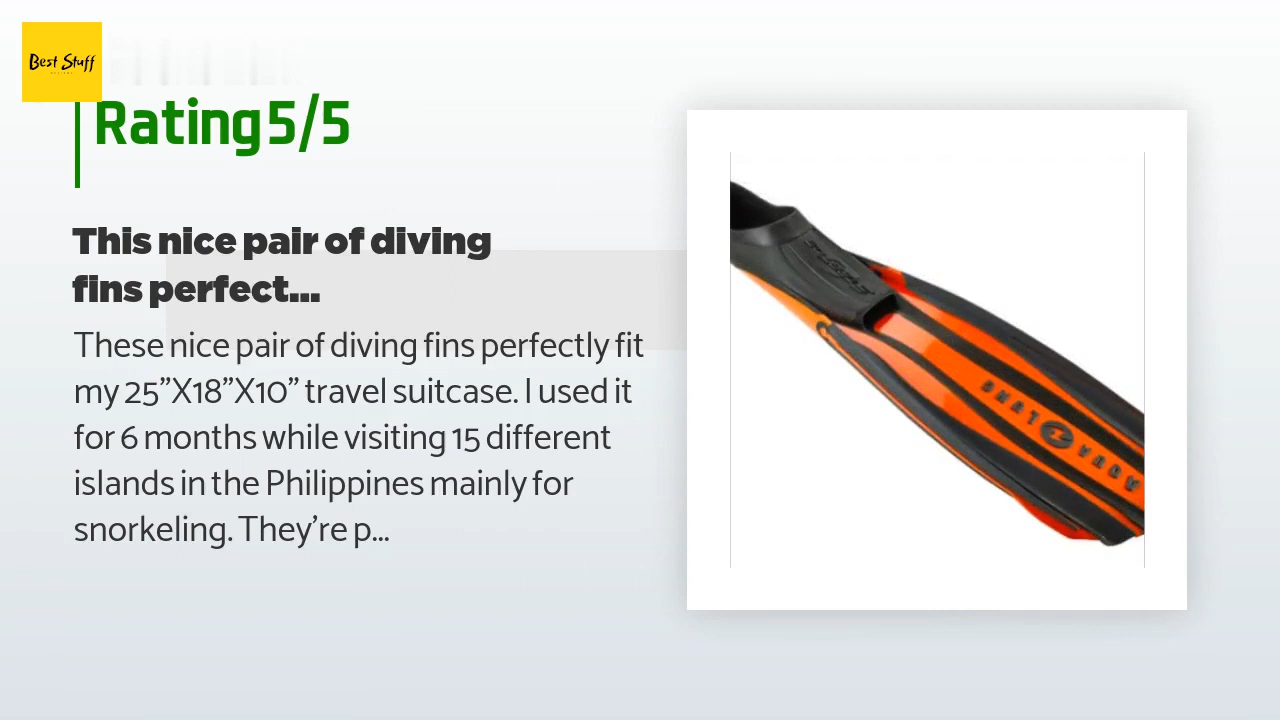 Best Stuff
Rating 5/5
This nice pair of diving
fins perfect...
These nice pair of diving fins perfectly fit
my 25”X18”X10” travel suitcase. I used it
for 6 months while visiting 15 different
islands in the Philippines mainly for
snorkeling. They’re p...
AQUA LUNG